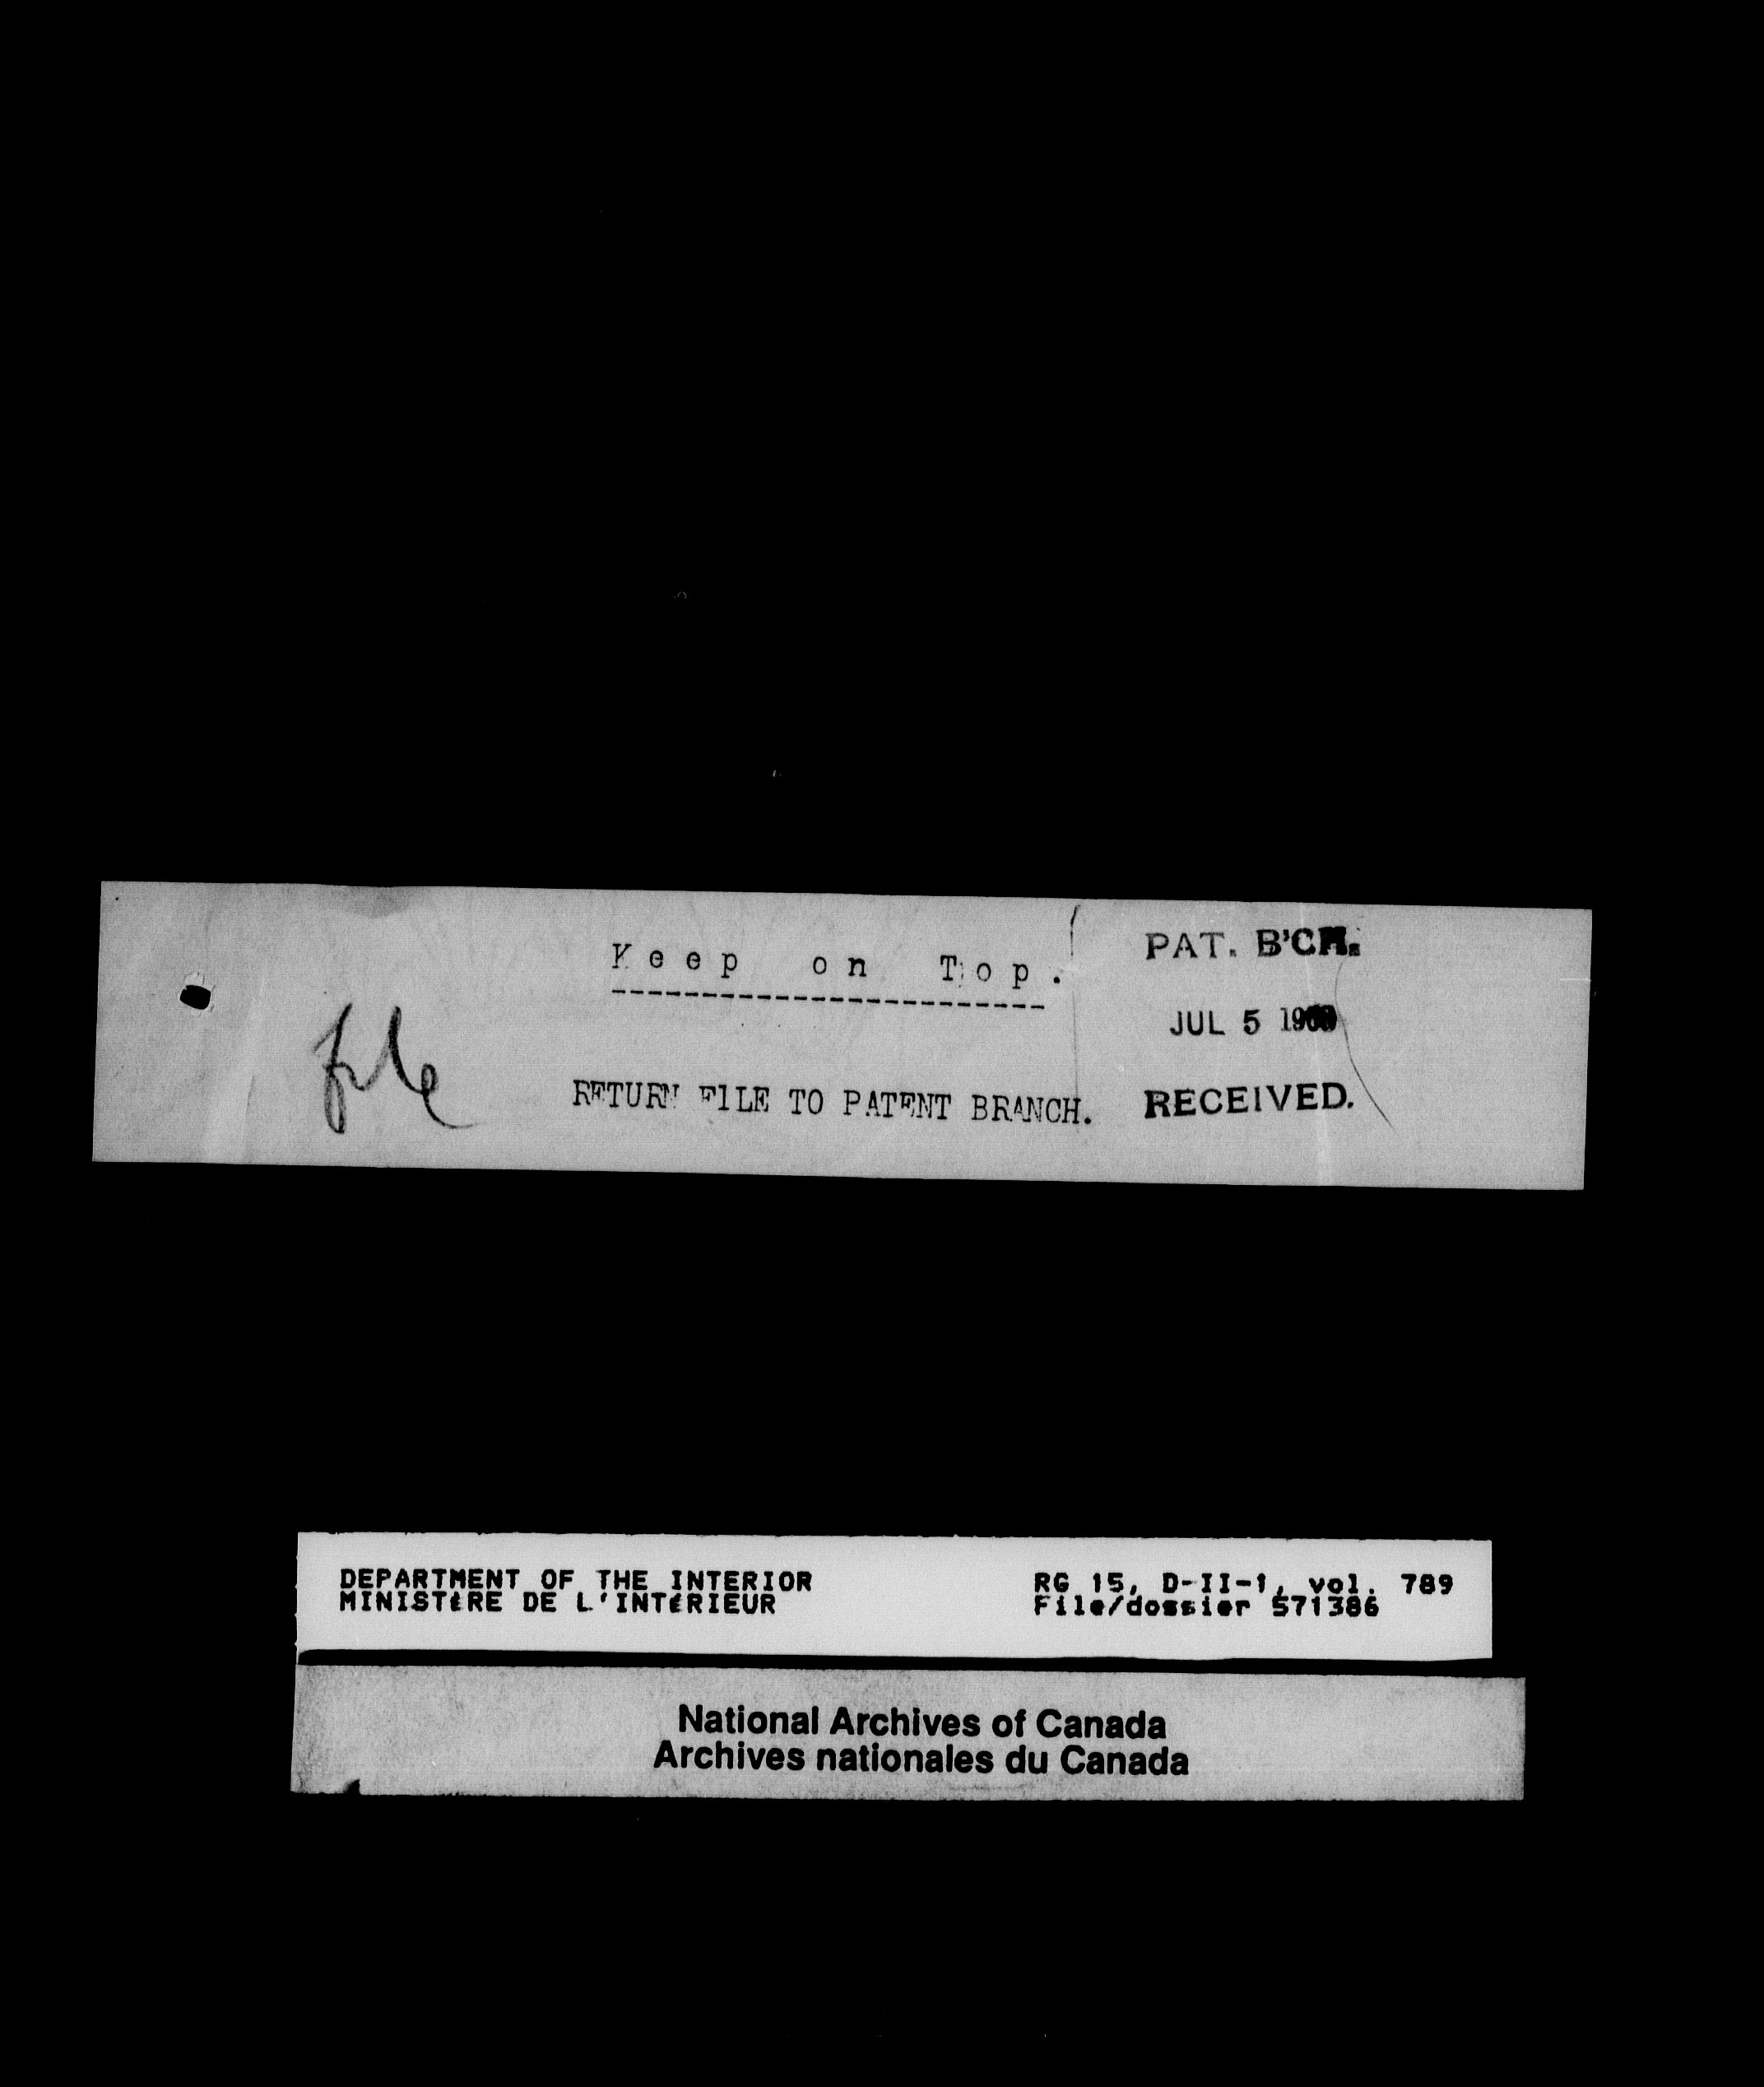 Keep on Top.
PAT. B'CH.
JUL 5
file
RETURN FILE TO PATENT BRANCH.
RECEIVED.
DEPARTMENT OF THE INTERIOR
MINISTÈRE DE L'INTÉRIEUR
RG 15, D-II-1, vol. 789
File/dossier 571386
National Archives of Canada
Archives nationales du Canada